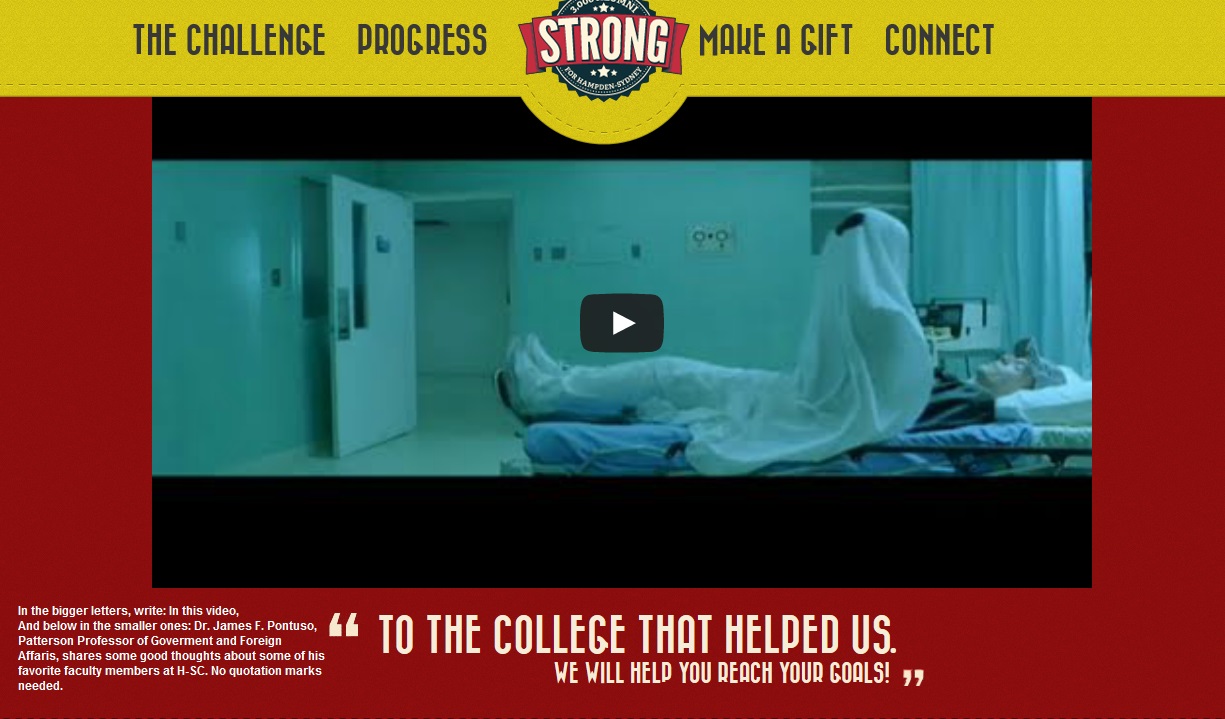 THE CHALLENGE PROGRESS MAKE A GIFT CONNECT
3,000 ALUMNI
STRONG
FOR HAMPDEN-SYDNEY
In the bigger letters, write: In this video,
And below in the smaller ones: Dr. James F. Pontuso,
Patterson Professor of Goverment and Foreign
Affaris, shares some good thoughts about some of his
favorite faculty members at H-SC. No quotation marks
needed.
“ TO THE COLLEGE THAT HELPED US.
WE WILL HELP YOU REACH YOUR GOALS! ”